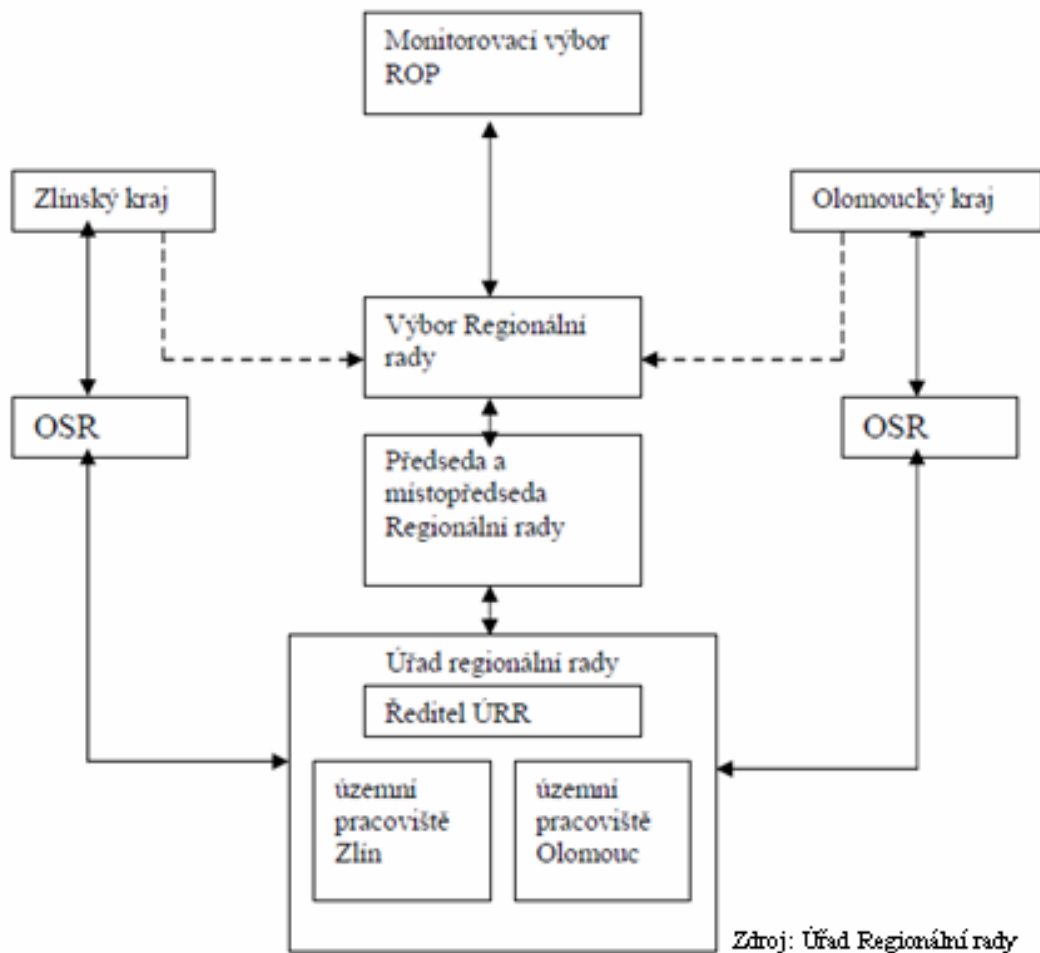 Monitorovací výbor
ROP
Zlínský kraj
Olomoucký kraj
Výbor Regionální
rady
OSR
OSR
Předseda a
místopředseda
Regionální rady
Úřad regionální rady
Ředitel ÚRR
územní
pracoviště
Zlín
územní
pracoviště
Olomouc
Zdroj: Úřad Regionální rady